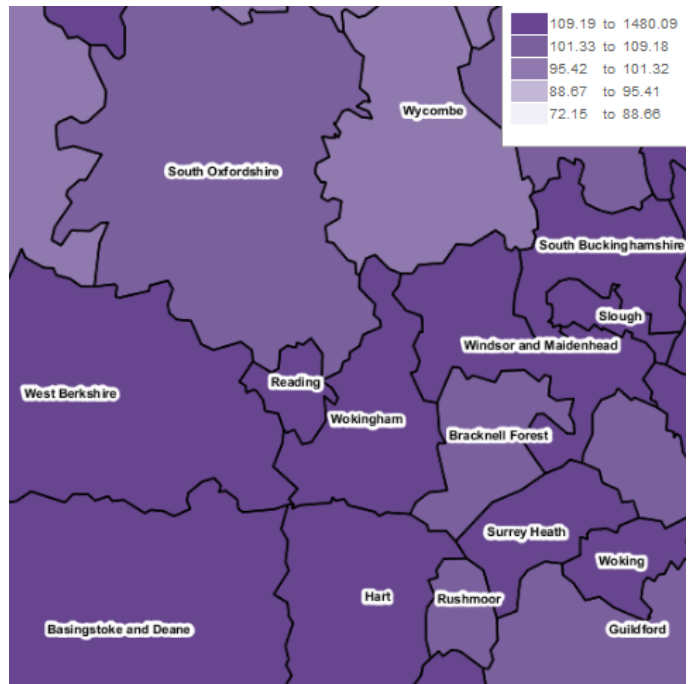 109.19 to 1480.09
101.33 to 109.18
95.42 to 101.32
88.67 to 95.41
72.15 to 88.66
Wycombe
South Oxfordshire
South Buckinghamshire
Slough
Windsor and Maidenhead
Reading
West Berkshire
Wokingham
Bracknell Forest
Surrey Heath
Woking
Hart
Rushmoor
Basingstoke and Deane
Guildford